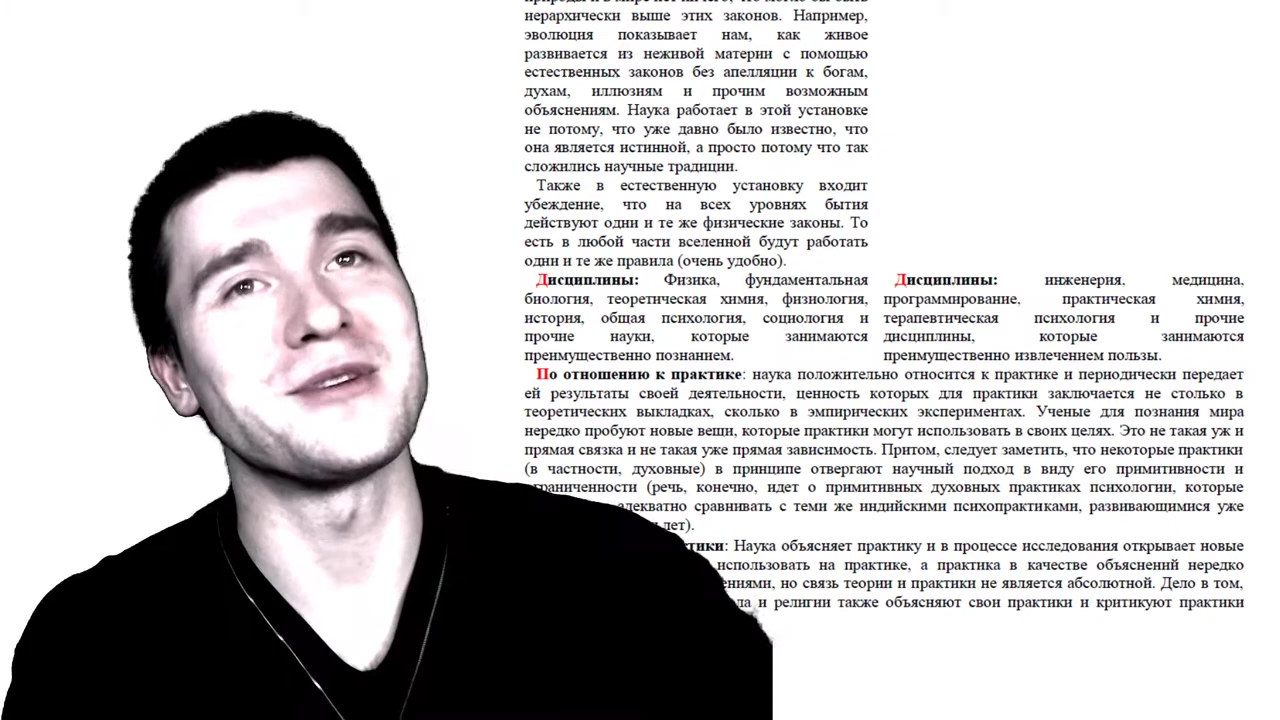 иерархически выше этих законов. Например,
эволюция показывает нам, как живое
развивается из неживой материи с помощью
естественных законов без апелляции к богам,
духам, иллюзиям и прочим возможным
объяснениям. Наука работает в этой установке
не потому, что уже давно было известно, что
она является истинной, а просто потому что так
сложились научные традиции.
Также в естественную установку входит
убеждение, что на всех уровнях бытия
действуют одни и те же физические законы. То
есть в любой части вселенной будут работать
одни и те же правила (очень удобно).
Дисциплины: Физика, фундаментальная
биология, теоретическая химия, физиология,
история, общая психология, социология и
прочие науки, которые занимаются
преимущественно познанием.
Дисциплины: инженерия, медицина,
программирование, практическая химия,
терапевтическая психология и прочие
дисциплины, которые занимаются
преимущественно извлечением пользы.
По отношению к практике: наука положительно относится к практике и периодически передает
ей результаты своей деятельности, ценность которых для практики заключается не столько в
теоретических выкладках, сколько в эмпирических экспериментах. Ученые для познания мира
нередко пробуют новые вещи, которые практики могут использовать в своих целях. Это не такая уж и
прямая связка и не такая уже прямая зависимость. Притом, следует заметить, что некоторые практики
(в частности, духовные) в принципе отвергают научный подход в виду его примитивности и
ограниченности (речь, конечно, идет о примитивных духовных практиках психологии, которые
адекватно сравнивать с теми же индийскими психопрактиками, развивающимися уже
лет).
Наука объясняет практику и в процессе исследования открывает новые
использовать на практике, а практика в качестве объяснений нередко
но связь теории и практики не является абсолютной. Дело в том,
и религии также объясняют свои практики и критикуют практики